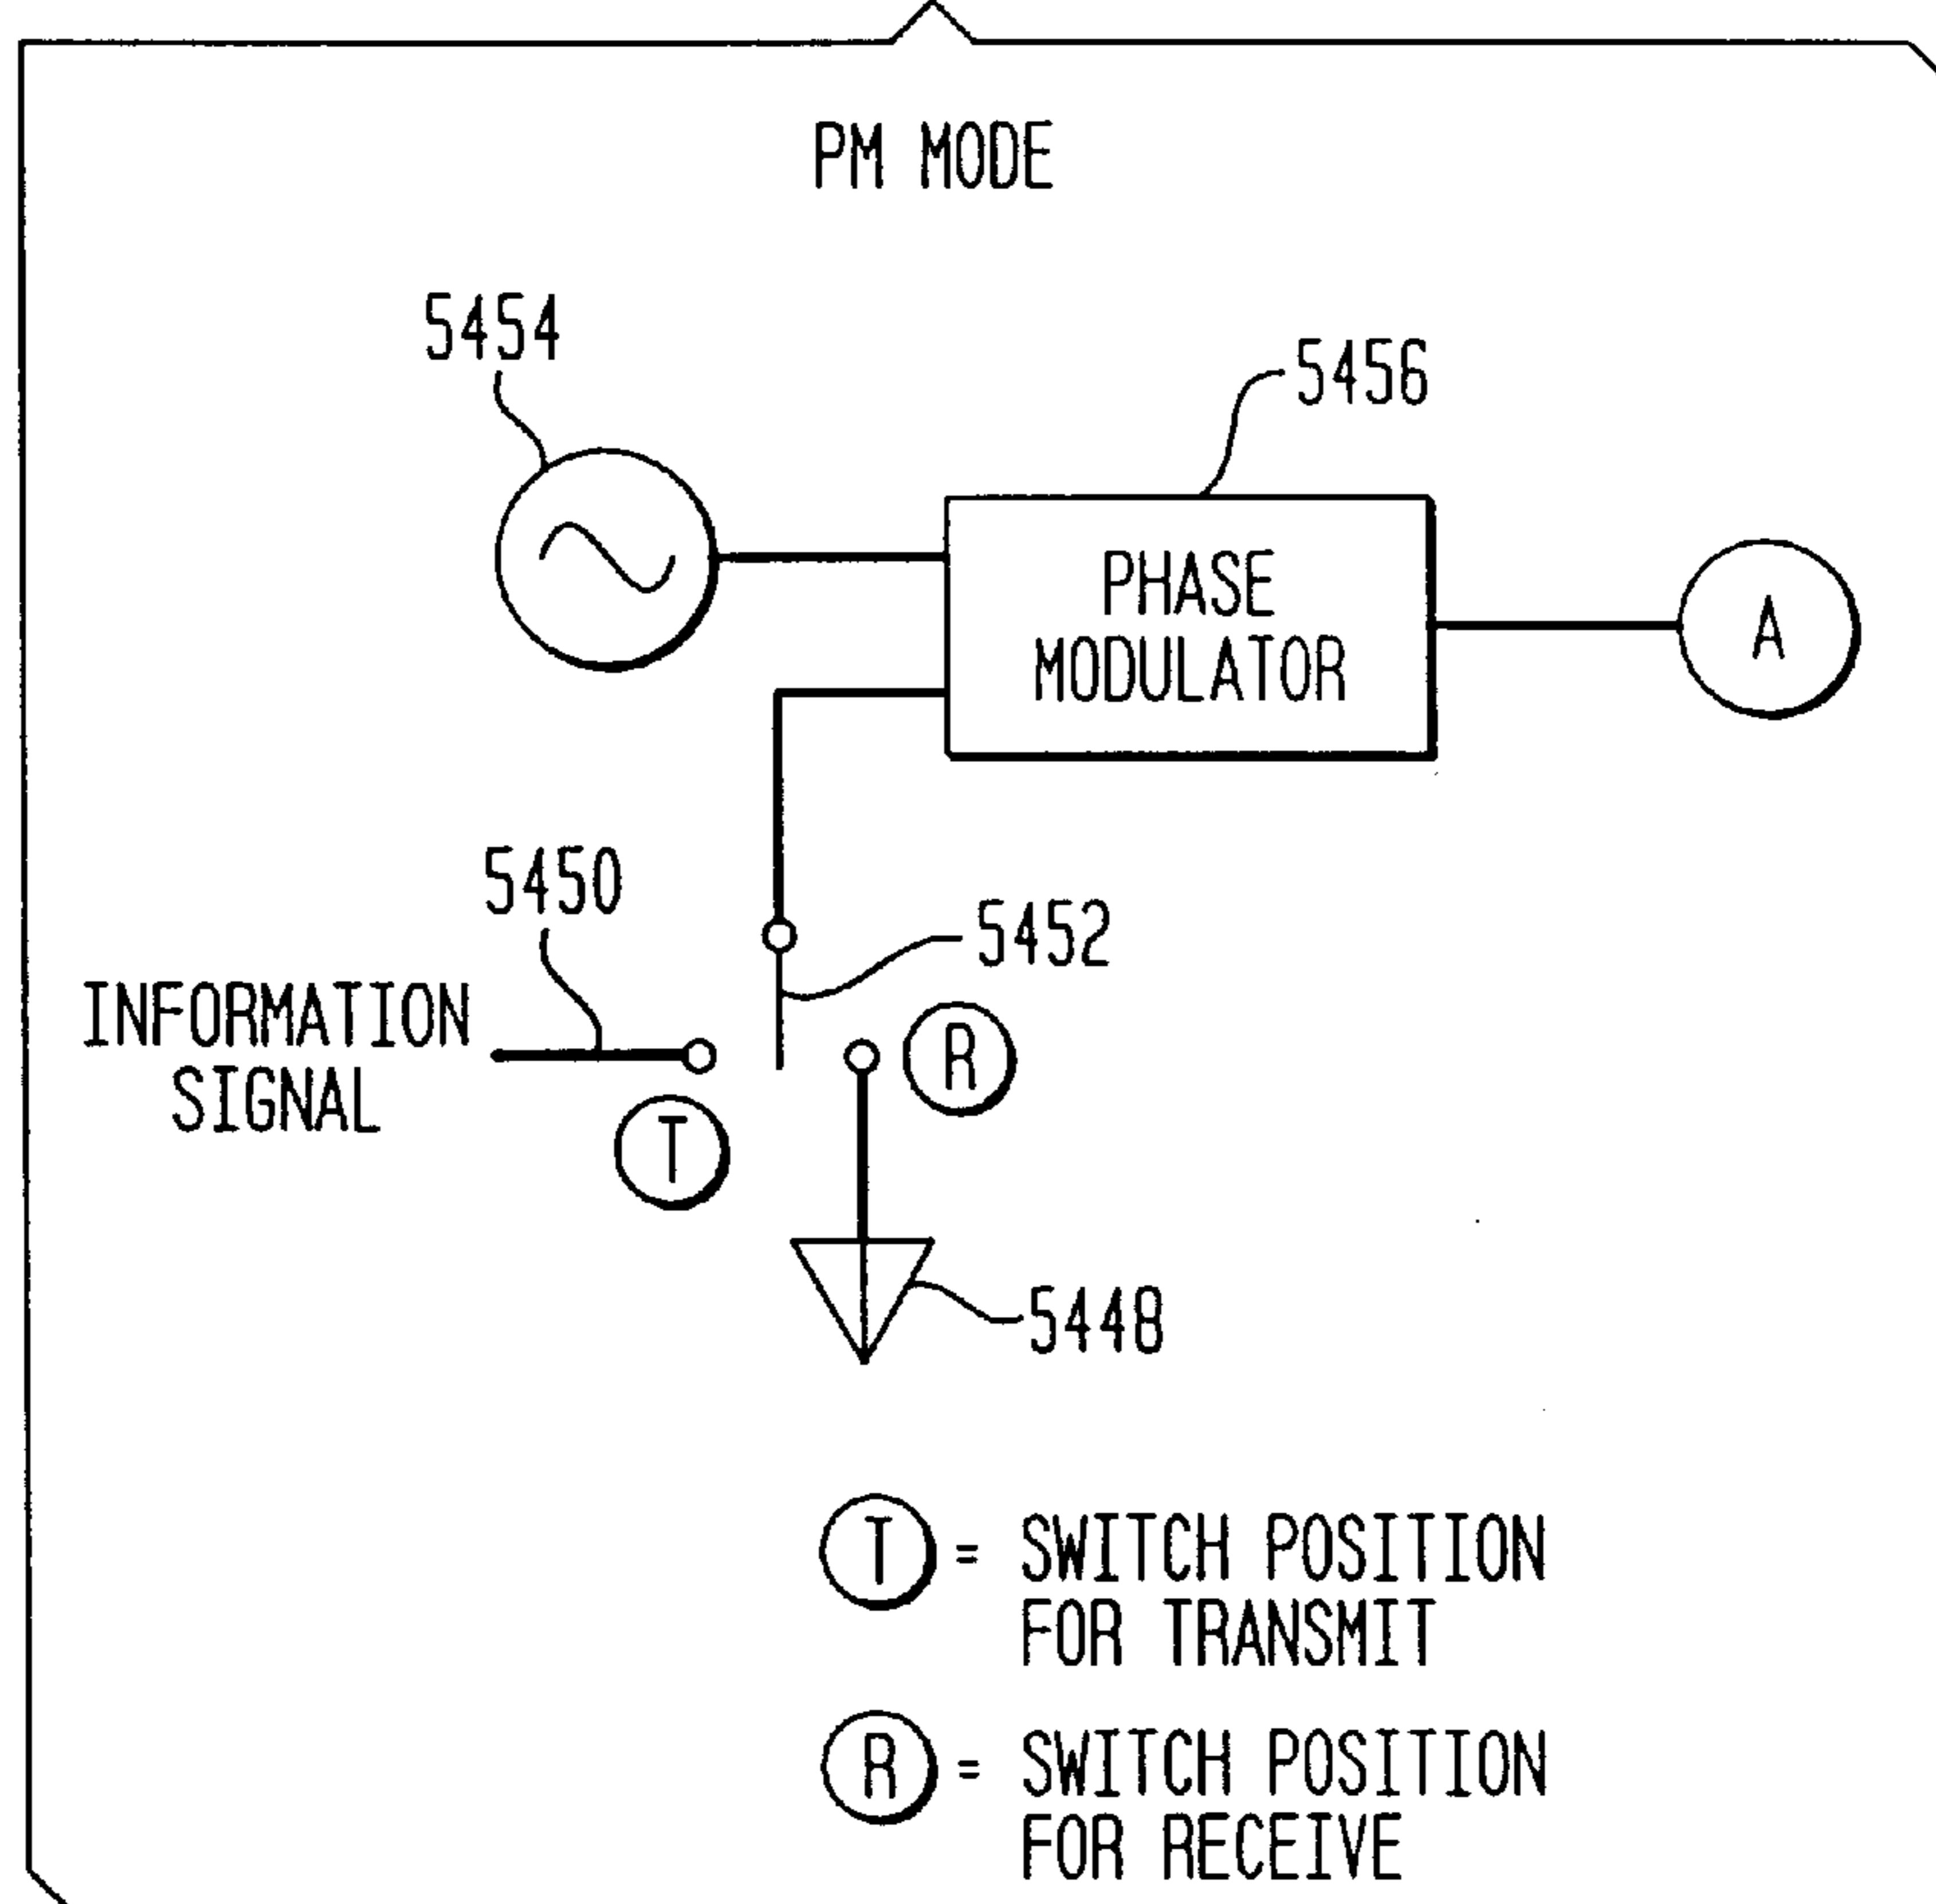 PM MODE
5454
5456
PHASE
MODULATOR
A
5450
5452
INFORMATION
SIGNAL
R
T
5448
T = SWITCH POSITION
FOR TRANSMIT
R = SWITCH POSITION
FOR RECEIVE